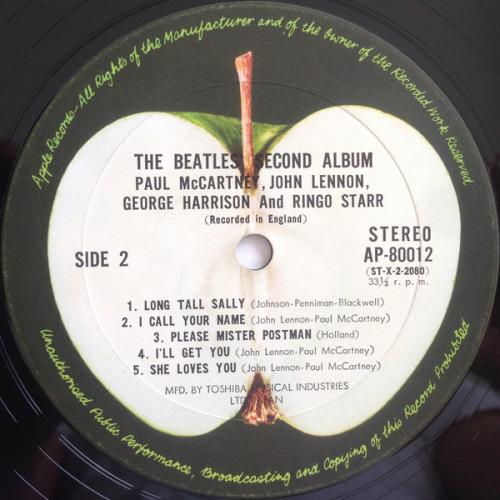 Apple Records-All Rights of the Manufacturer and of the Owner of the Recorded Work Reserved
THE BEATLES SECOND ALBUM
PAUL McCARTNEY, JOHN LENNON,
GEORGE HARRISON And RINGO STARR
(Recorded in England)
SIDE 2
STEREO
AP-80012
(ST-X-2-2080)
33⅓ r. p. m.
1. LONG TALL SALLY (Johnson-Penniman-Blackwell)
2. I CALL YOUR NAME (John Lennon-Paul McCartney)
3. PLEASE MISTER POSTMAN (Holland)
4. I'LL GET YOU (John Lennon-Paul McCartney)
5. SHE LOVES YOU (John Lennon-Paul McCartney)
MFD. BY TOSHIBA MUSICAL INDUSTRIES
LTD. JAPAN
Unauthorised Public Performance, Broadcasting and Copying of this Record Prohibited